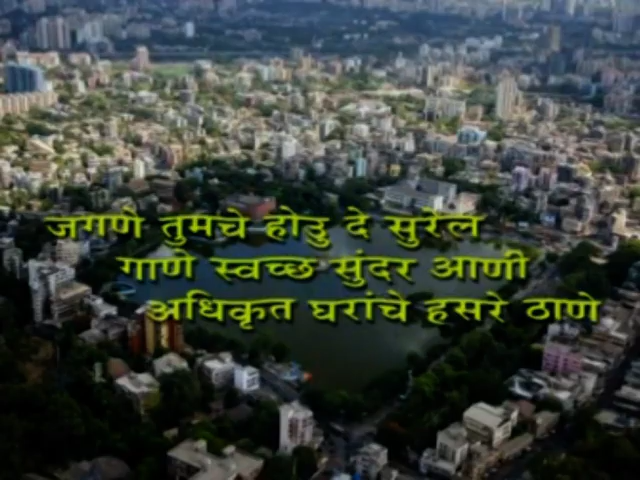 जगणे तुमचे होउ दे सुरेल
गाणे स्वच्छ सुंदर आणी
अधिकृत घरांचे हसरे ठाणे